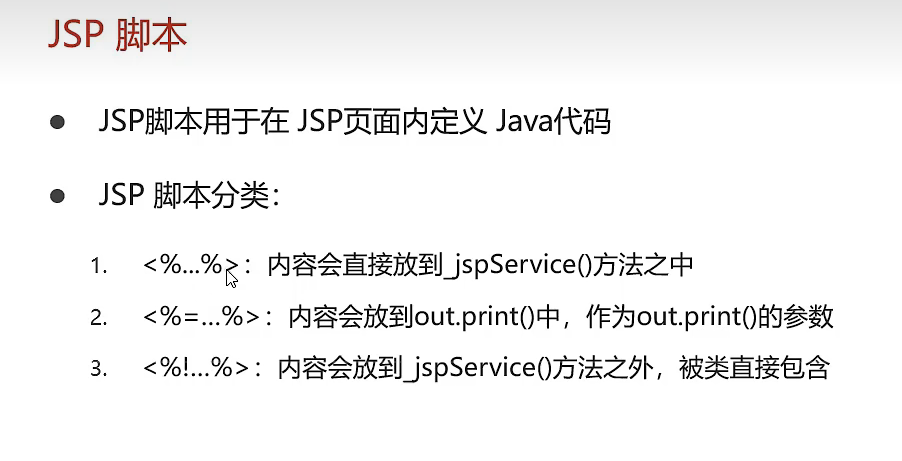 JSP 脚本
● JSP脚本用于在 JSP页面内定义 Java代码
● JSP 脚本分类：
1. <%...%>：内容会直接放到_jspService()方法之中
2. <%=…%>：内容会放到out.print()中，作为out.print()的参数
3. <%!…%>：内容会放到_jspService()方法之外，被类直接包含